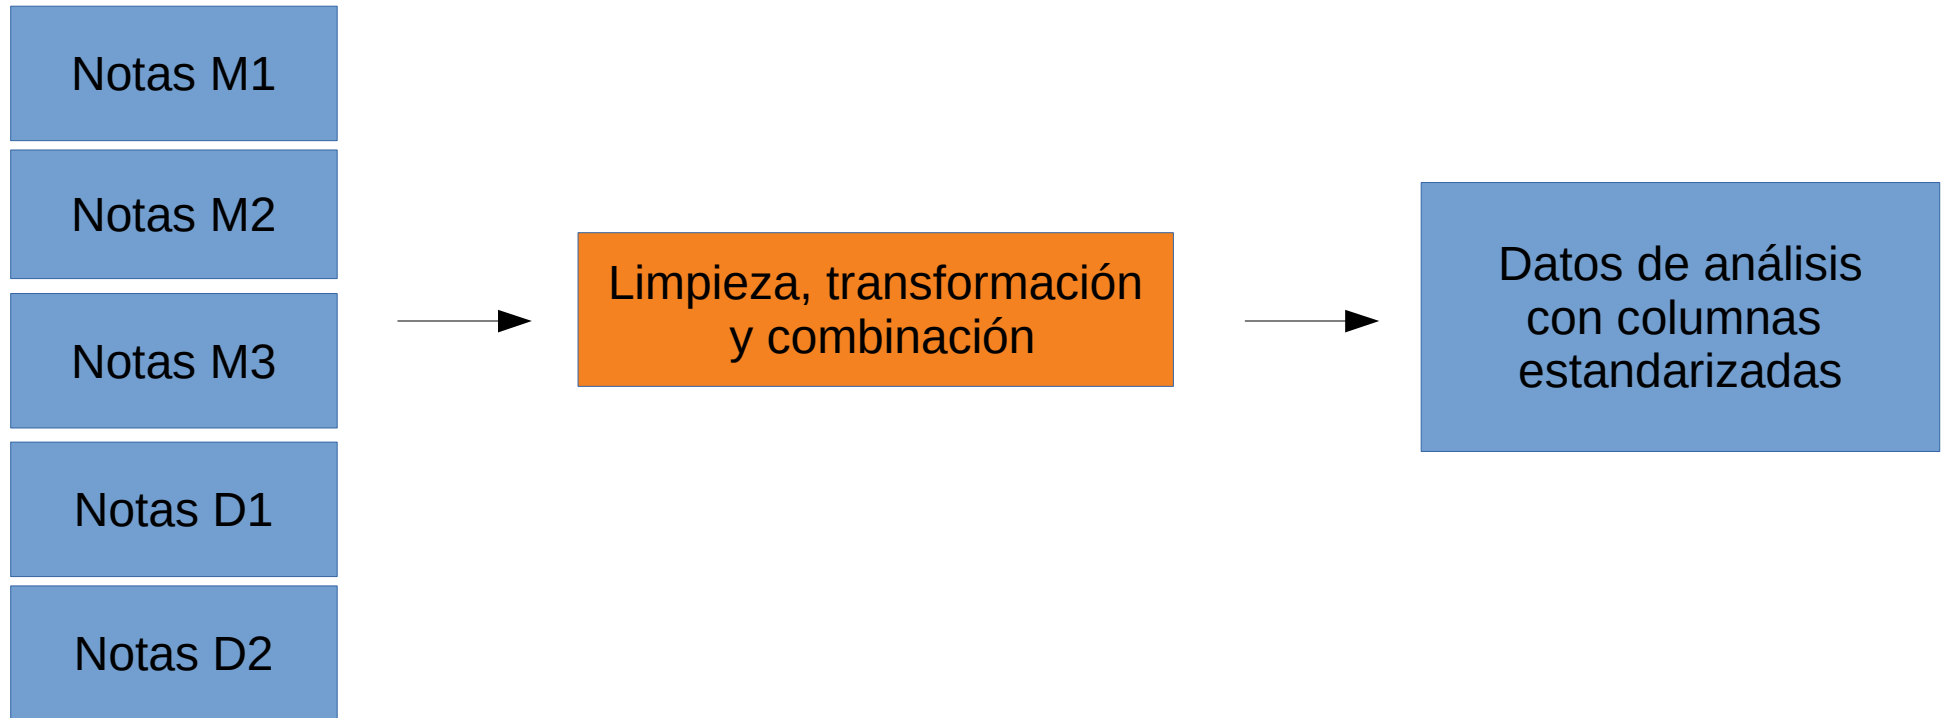 Notas M1
Notas M2
Notas M3
Notas D1
Notas D2
Limpieza, transformación
y combinación
Datos de análisis
con columnas
estandarizadas